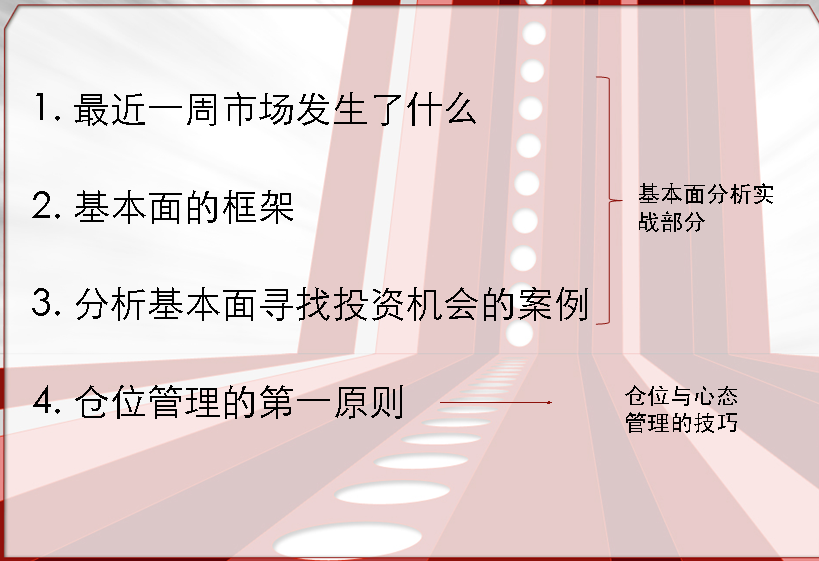 1. 最近一周市场发生了什么
2. 基本面的框架
基本面分析实
战部分
3. 分析基本面寻找投资机会的案例
4. 仓位管理的第一原则
仓位与心态
管理的技巧